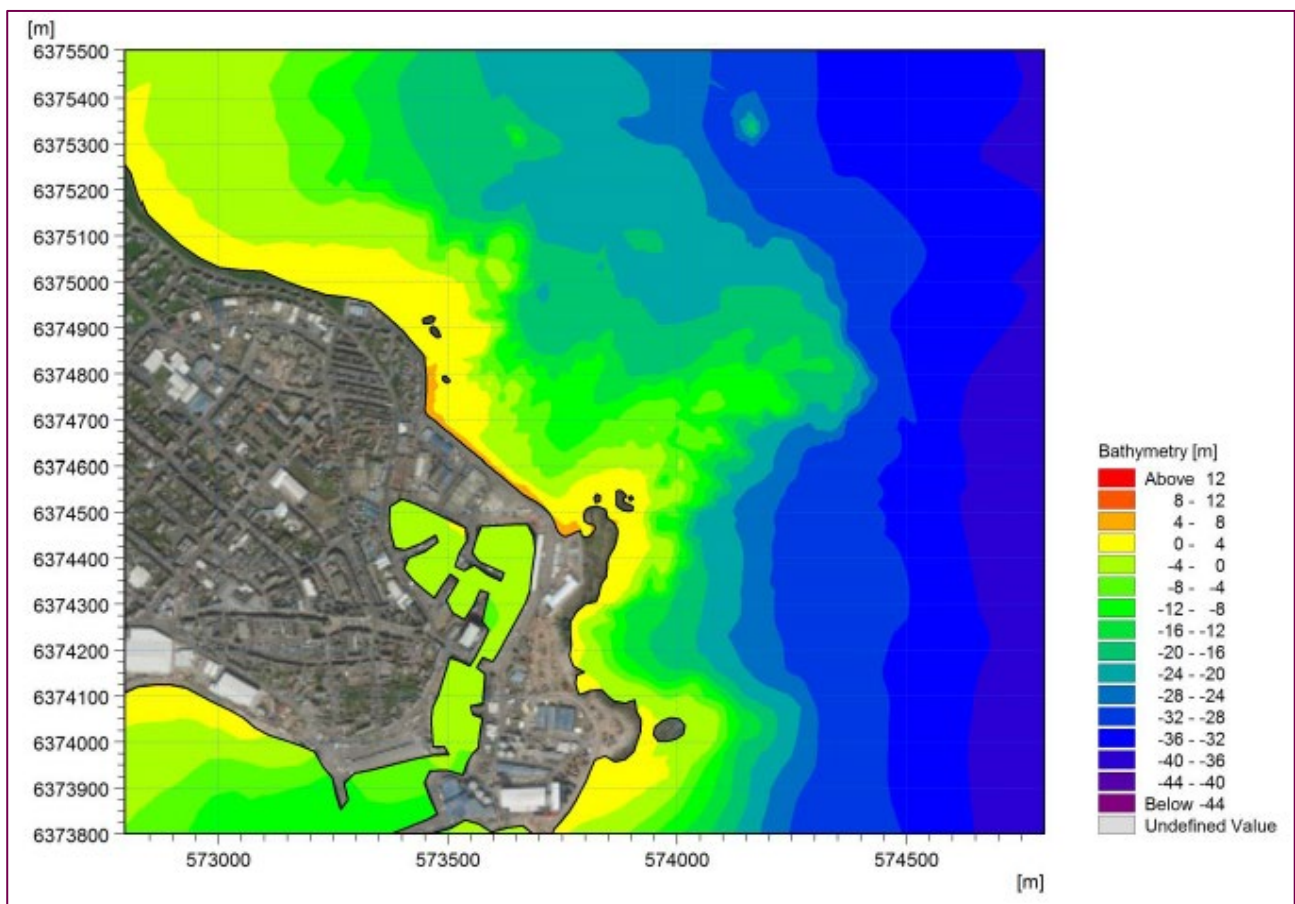 [m]
6375500
6375400
6375300
6375200
6375100
6375000
6374900
6374800
6374700
6374600
6374500
6374400
6374300
6374200
6374100
6374000
6373900
6373800
573000 573500 574000 574500
[m]
Bathymetry [m]
Above 12
8 - 12
4 - 8
0 - 4
-4 - 0
-8 - -4
-12 - -8
-16 - -12
-20 - -16
-24 - -20
-28 - -24
-32 - -28
-36 - -32
-40 - -36
-44 - -40
Below -44
Undefined Value